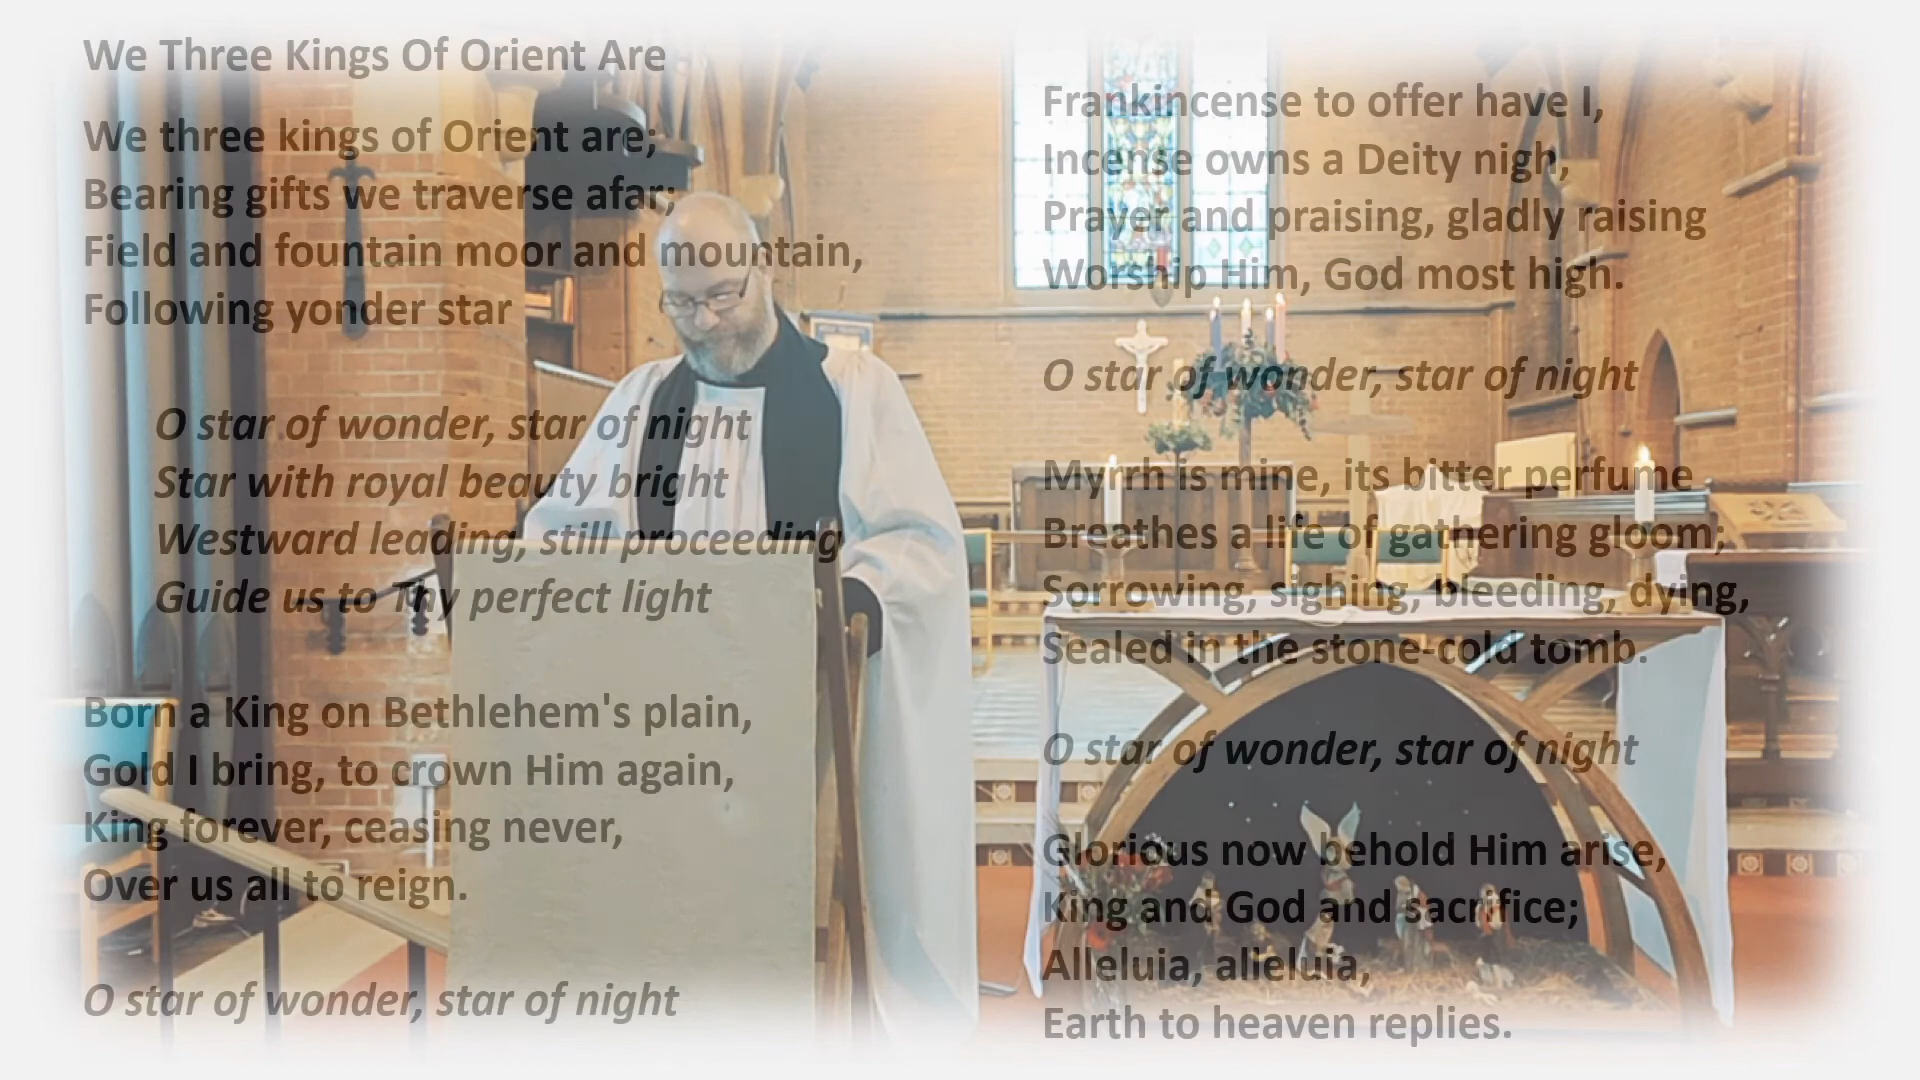 We Three Kings Of Orient Are
We three kings of Orient are;
Bearing gifts we traverse afar;
Field and fountain moor and mountain,
Following yonder star
O star of wonder, star of night
Star with royal beauty bright
Westward leading, still proceeding
Guide us to Thy perfect light
Born a King on Bethlehem's plain,
Gold I bring, to crown Him again,
King forever, ceasing never,
Over us all to reign.
O star of wonder, star of night
Frankincense to offer have I,
Incense owns a Deity nigh,
Prayer and praising, gladly raising
Worship Him, God most high.
O star of wonder, star of night
Myrrh is mine, its bitter perfume
Breathes a life of gathering gloom;
Sorrowing, sighing, bleeding, dying,
Sealed in the stone-cold tomb.
O star of wonder, star of night
Glorious now behold Him arise,
King and God and sacrifice;
Alleluia, alleluia,
Earth to heaven replies.